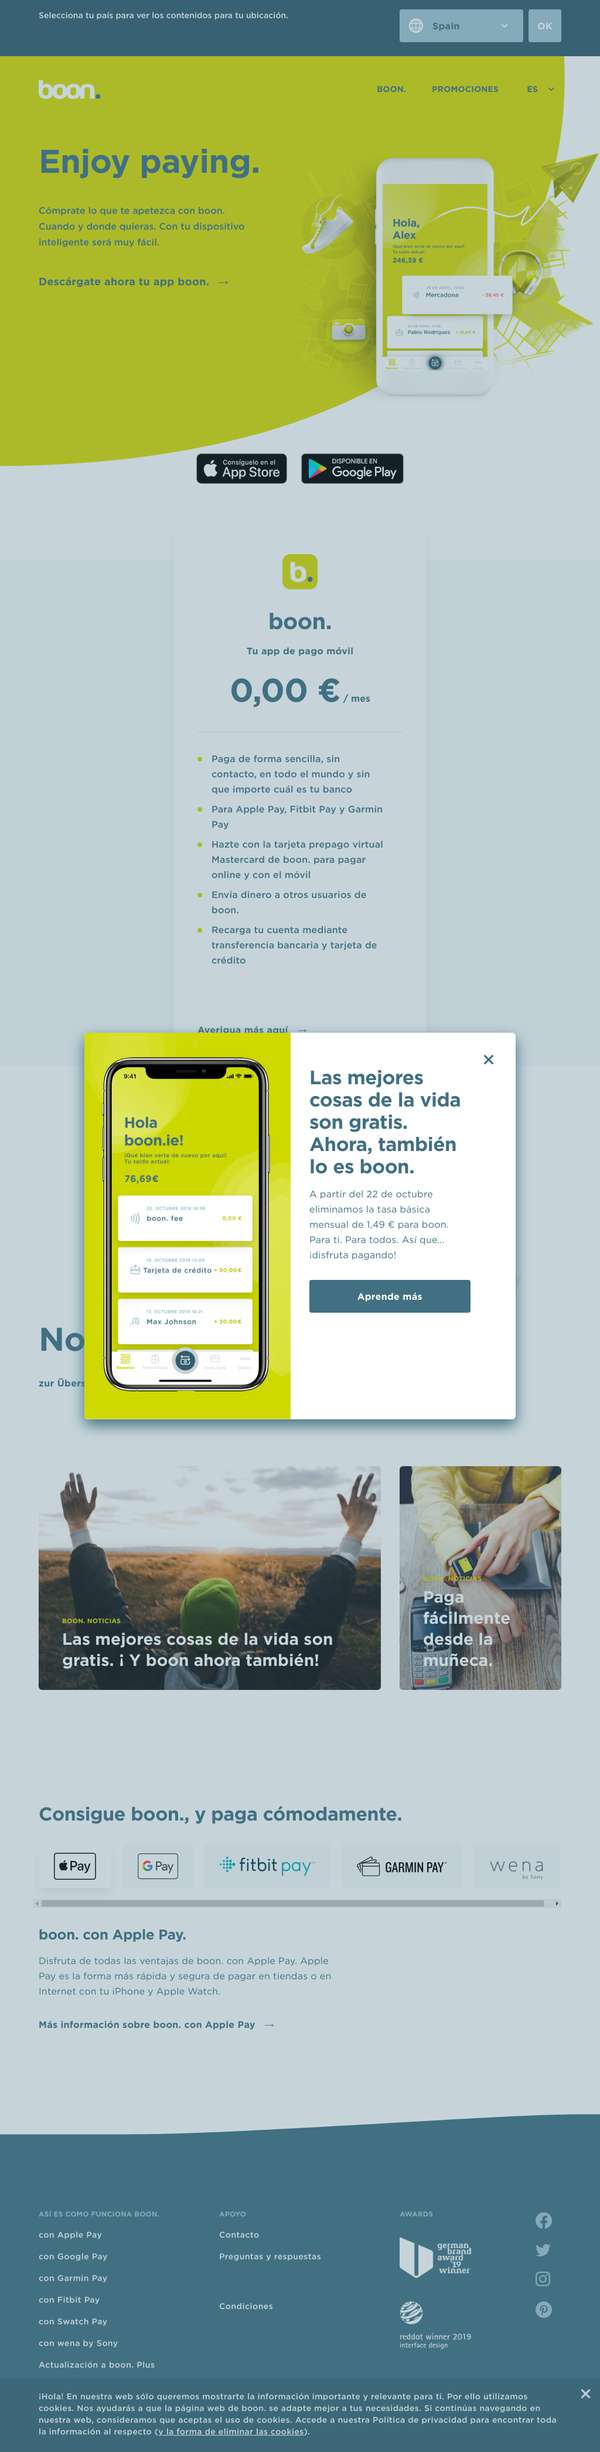 Selecciona tu país para ver los contenidos para tu ubicación.
Spain
OK
boon.
BOON.
PROMOCIONES
ES
Enjoy paying.
Cómprate lo que te apetezca con boon.
Cuando y donde quieras. Con tu dispositivo
inteligente será muy fácil.
Descárgate ahora tu app boon. →
Hola,
Alex
246,39 €
Mercadona
Pablo Rodriguez
Consíguelo en el
App Store
DISPONIBLE EN
Google Play
b.
boon.
Tu app de pago móvil
0,00 € / mes
Paga de forma sencilla, sin
contacto, en todo el mundo y sin
que importe cuál es tu banco
Para Apple Pay, Fitbit Pay y Garmin
Pay
Hazte con la tarjeta prepago virtual
Mastercard de boon. para pagar
online y con el móvil
Envía dinero a otros usuarios de
boon.
Recarga tu cuenta mediante
transferencia bancaria y tarjeta de
crédito
Averigua más aquí →
9:41
Hola
boon.ie!
¡Qué bien verte de nuevo por aquí!
Tu saldo actual:
76,69€
boon. fee
0,00 €
Tarjeta de crédito + 50,00€
Max Johnson
+ 20,00€
Las mejores
cosas de la vida
son gratis.
Ahora, también
lo es boon.
A partir del 22 de octubre
eliminamos la tasa básica
mensual de 1,49 € para boon.
Para ti. Para todos. Así que...
¡disfruta pagando!
Aprende más
No
zur Übers
BOON. NOTICIAS
Las mejores cosas de la vida son
gratis. ¡ Y boon ahora también!
BOON. NOTICIAS
Paga
fácilmente
desde la
muñeca.
Consigue boon., y paga cómodamente.
Pay
G Pay
fitbit pay
GARMIN PAY
wena
by Sony
boon. con Apple Pay.
Disfruta de todas las ventajas de boon. con Apple Pay. Apple
Pay es la forma más rápida y segura de pagar en tiendas o en
Internet con tu iPhone y Apple Watch.
Más información sobre boon. con Apple Pay →
ASÍ ES COMO FUNCIONA BOON.
con Apple Pay
con Google Pay
con Garmin Pay
con Fitbit Pay
con Swatch Pay
con wena by Sony
Actualización a boon. Plus
APOYO
Contacto
Preguntas y respuestas
Condiciones
AWARDS
german
brand
award
'19
winner
reddot winner 2019
interface design
¡Hola! En nuestra web sólo queremos mostrarte la información importante y relevante para ti. Por ello utilizamos
cookies. Nos ayudarás a que la página web de boon. se adapte mejor a tus necesidades. Si continúas navegando en
nuestra web, consideramos que aceptas el uso de cookies. Accede a nuestra Política de privacidad para encontrar toda
la información al respecto (y la forma de eliminar las cookies).